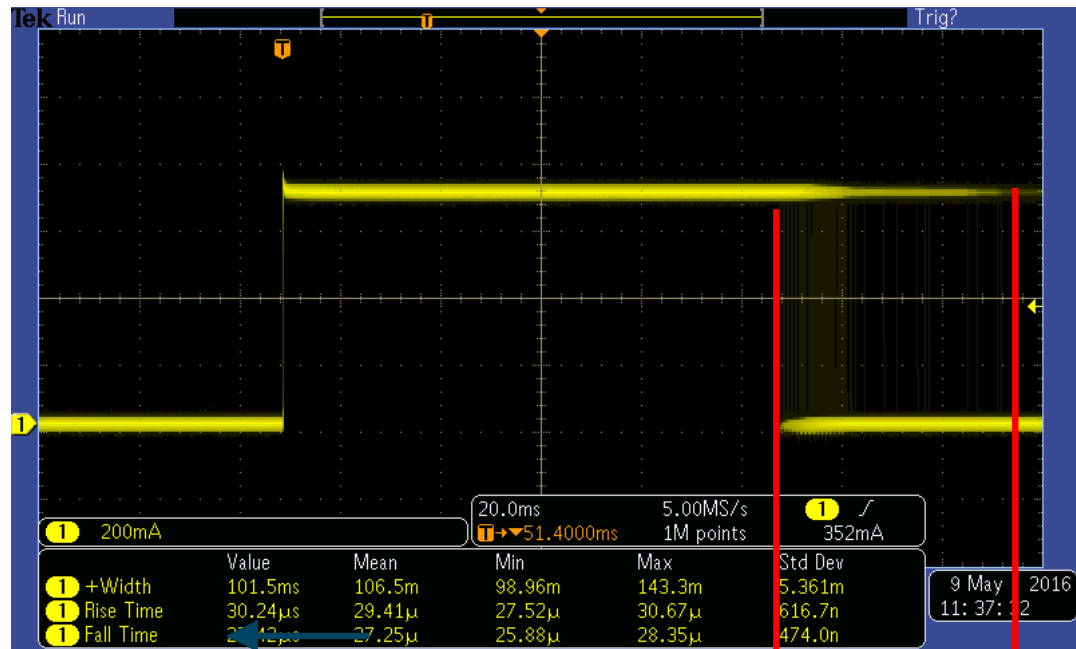 Tek Run Trig?
T
T
1
20.0ms 5.00MS/s 1
1 200mA T→▼51.4000ms 1M points 352mA
Value Mean Min Max Std Dev
1 +Width 101.5ms 106.5m 98.96m 143.3m 5.361m
1 Rise Time 30.24μs 29.41μ 27.52μ 30.67μ 616.7n
1 Fall Time 27.25μ 25.88μ 28.35μ 474.0n
9 May 2016
11:37:32